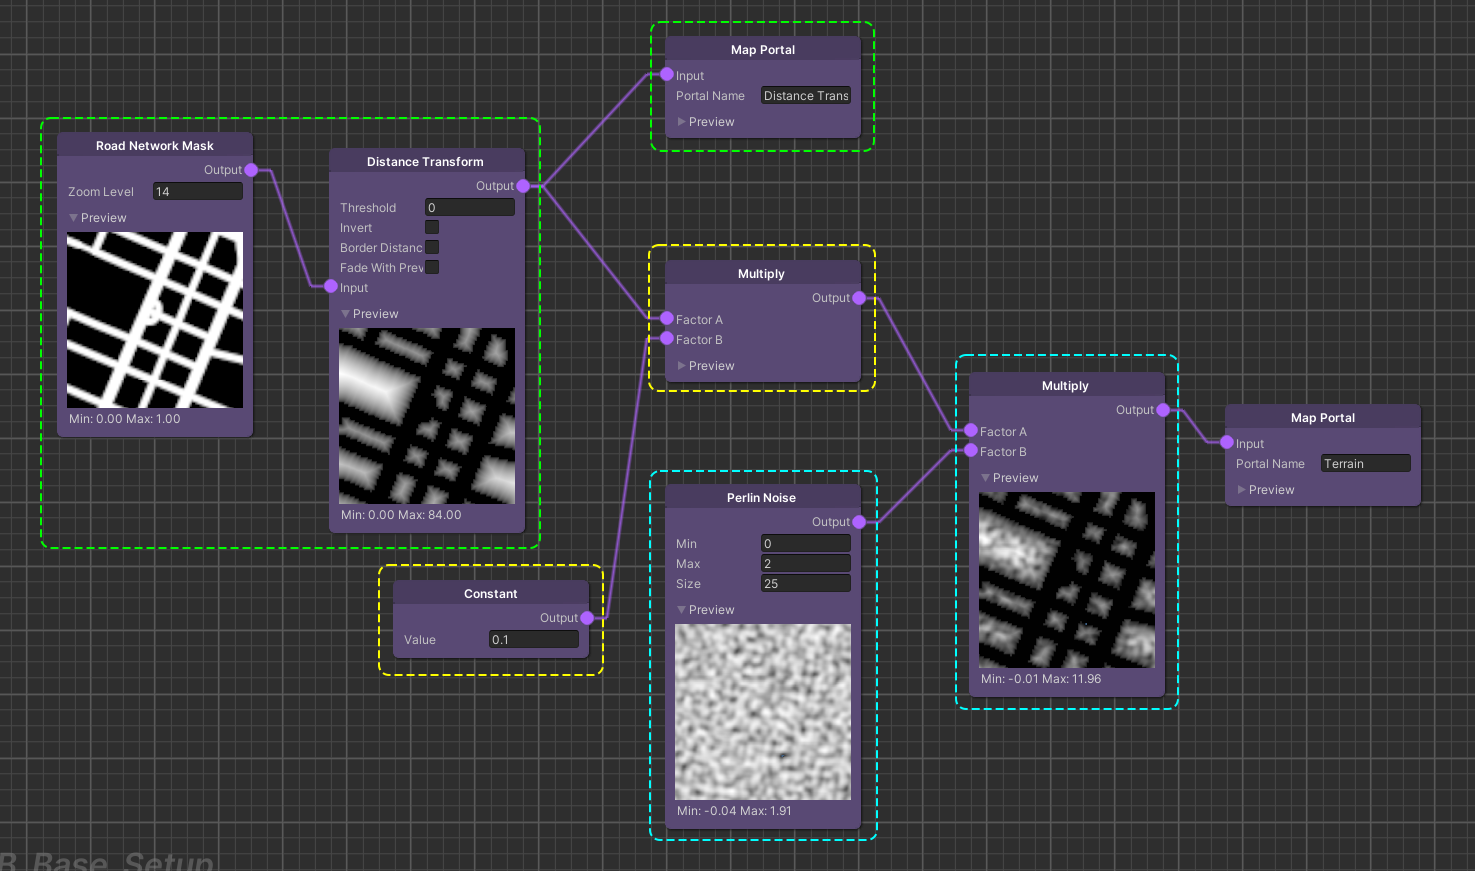 Map Portal
Input
Portal Name Distance Trans
Preview
Road Network Mask
Output
Zoom Level 14
Preview
Min: 0.00 Max: 1.00
Distance Transform
Output
Threshold 0
Invert
Border Distanc
Fade With Prev
Input
Preview
Min: 0.00 Max: 84.00
Multiply
Output
Factor A
Factor B
Preview
Constant
Output
Value 0.1
Perlin Noise
Output
Min 0
Max 2
Size 25
Preview
Min: -0.04 Max: 1.91
Multiply
Output
Factor A
Factor B
Preview
Min: -0.01 Max: 11.96
Map Portal
Input
Portal Name Terrain
Preview
B_Base_Setup